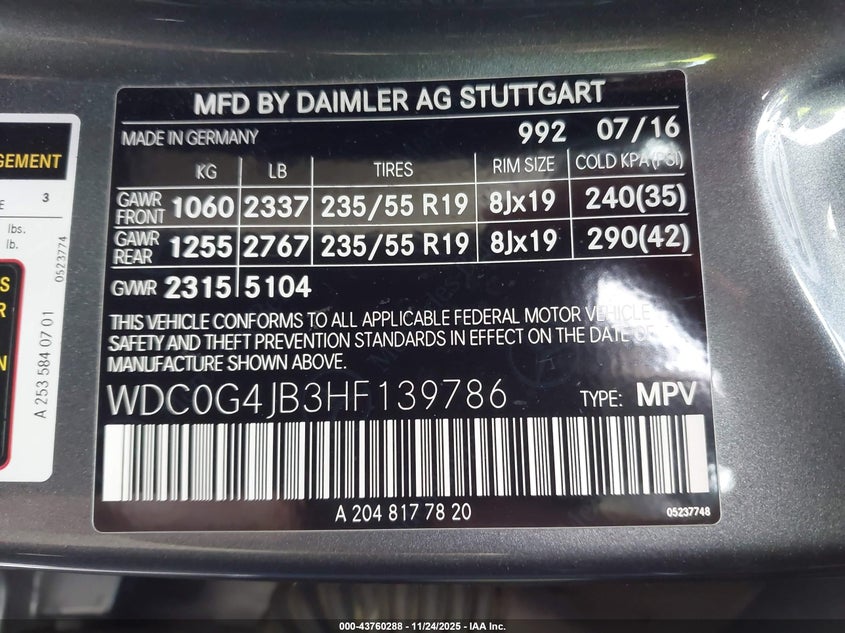 GEMENT
E 3
lbs.
lb.
0523774
A 253 584 07 01
S
R
N
MFD BY DAIMLER AG STUTTGART
MADE IN GERMANY 992 07/16
KG LB TIRES RIM SIZE COLD KPA(PSI)
GAWR FRONT 1060 2337 235/55 R19 8Jx19 240(35)
GAWR REAR 1255 2767 235/55 R19 8Jx19 290(42)
GVWR 2315 5104
THIS VEHICLE CONFORMS TO ALL APPLICABLE FEDERAL MOTOR VEHICLE
SAFETY AND THEFT PREVENTION STANDARDS IN EFFECT ON THE DATE OF
MANUFACTURE SHOWN ABOVE.
WDC0G4JB3HF139786 TYPE: MPV
A 204 817 78 20
05237748
000-43760288 - 11/24/2025 - IAA Inc.